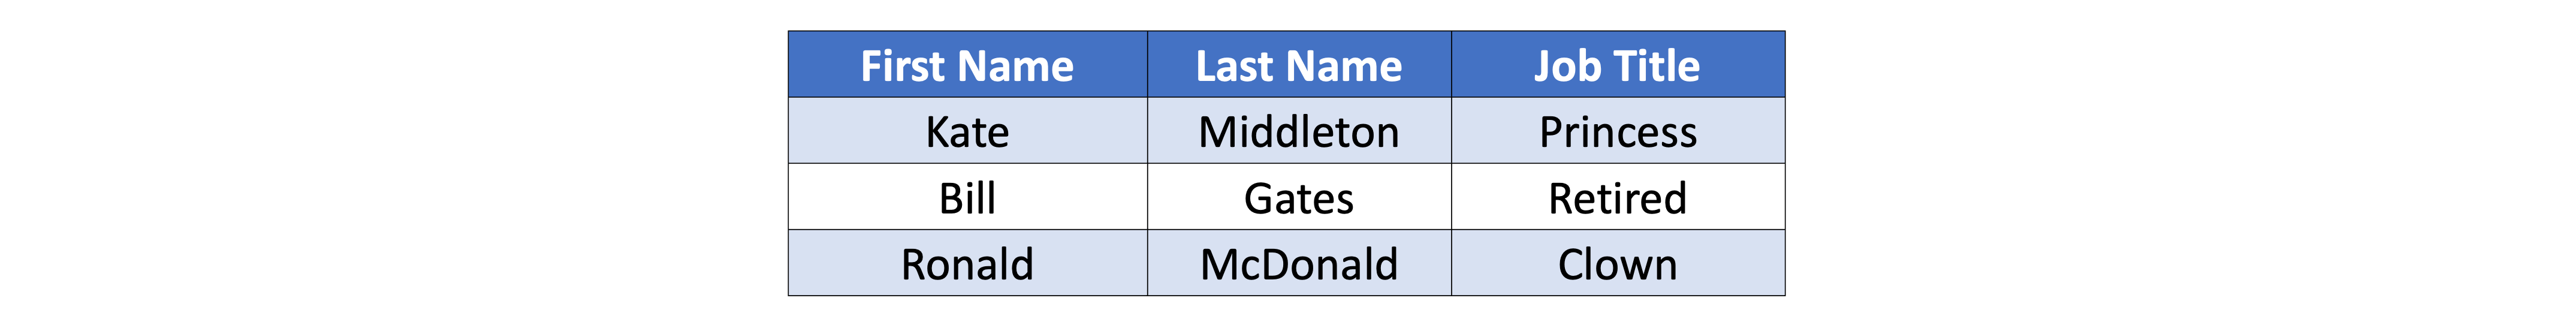 First Name Last Name Job Title
Kate Middleton Princess
Bill Gates Retired
Ronald McDonald Clown